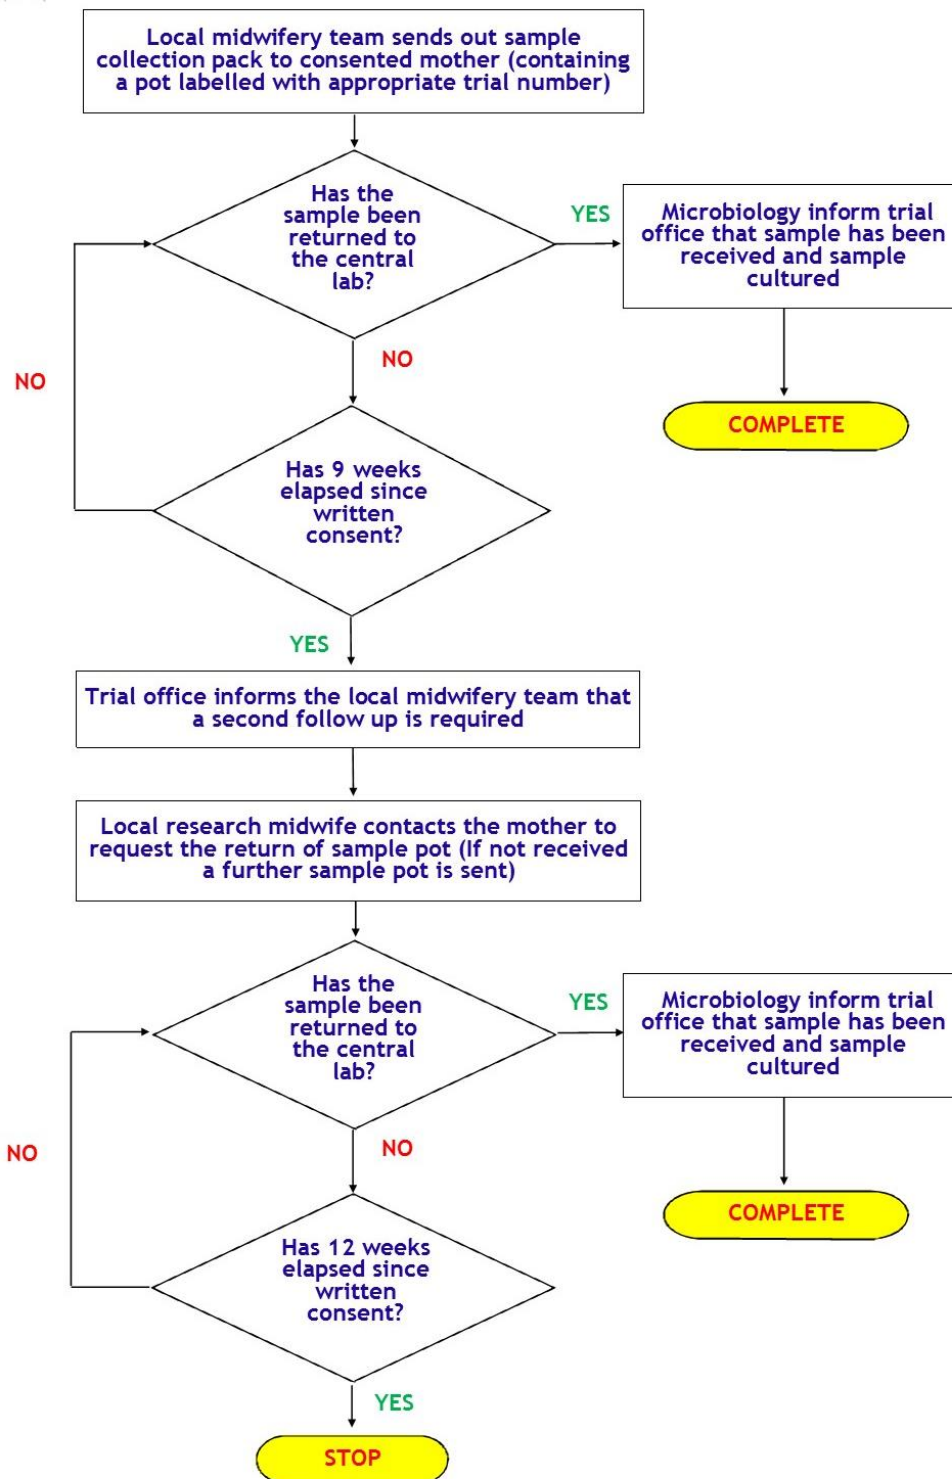 Local midwifery team sends out sample
collection pack to consented mother (containing
a pot labelled with appropriate trial number)
Has the
sample been
returned to
the central
lab?
YES
Microbiology inform trial
office that sample has been
received and sample
cultured
NO
NO
COMPLETE
Has 9 weeks
elapsed since
written
consent?
YES
Trial office informs the local midwifery team that
a second follow up is required
Local research midwife contacts the mother to
request the return of sample pot (If not received
a further sample pot is sent)
Has the
sample been
returned to
the central
lab?
YES
Microbiology inform trial
office that sample has been
received and sample
cultured
NO
NO
COMPLETE
Has 12 weeks
elapsed since
written
consent?
YES
STOP